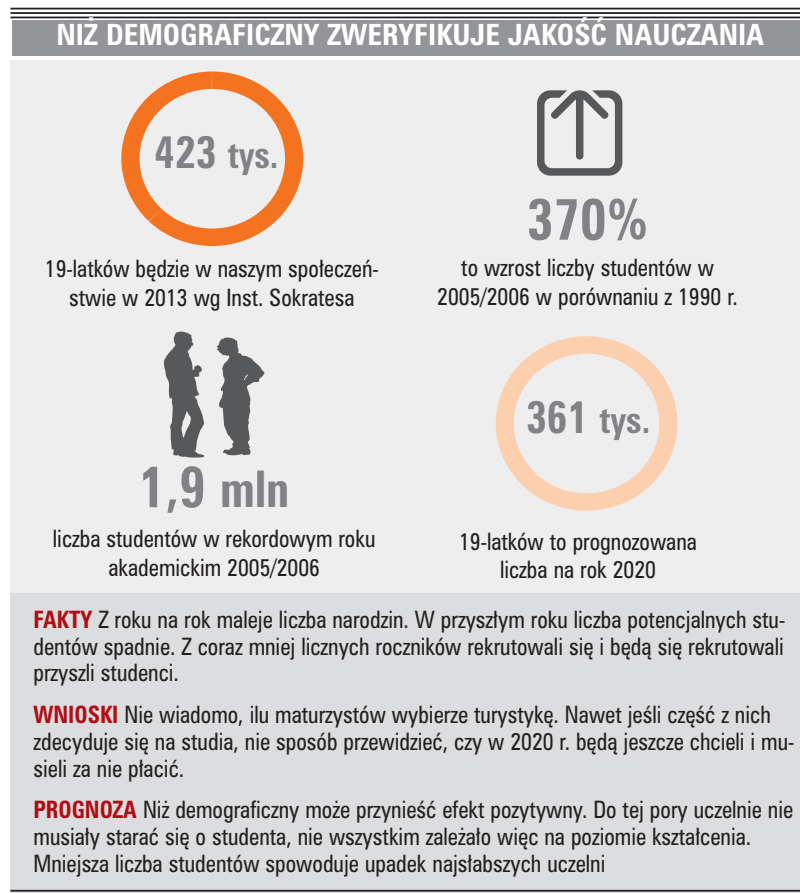 NIŻ DEMOGRAFICZNY ZWERYFIKUJE JAKOŚĆ NAUCZANIA
423 tys.
19-latków będzie w naszym społeczeń-
stwie w 2013 wg Inst. Sokratesa
370%
to wzrost liczby studentów w
2005/2006 w porównaniu z 1990 r.
1,9 mln
liczba studentów w rekordowym roku
akademickim 2005/2006
361 tys.
19-latków to prognozowana
liczba na rok 2020
FAKTY Z roku na rok maleje liczba narodzin. W przyszłym roku liczba potencjalnych stu-
dentów spadnie. Z coraz mniej licznych roczników rekrutowali się i będą się rekrutowali
przyszli studenci.
WNIOSKI Nie wiadomo, ilu maturzystów wybierze turystykę. Nawet jeśli część z nich
zdecyduje się na studia, nie sposób przewidzieć, czy w 2020 r. będą jeszcze chcieli i mu-
sieli za nie płacić.
PROGNOZA Niż demograficzny może przynieść efekt pozytywny. Do tej pory uczelnie nie
musiały starać się o studenta, nie wszystkim zależało więc na poziomie kształcenia.
Mniejsza liczba studentów spowoduje upadek najsłabszych uczelni